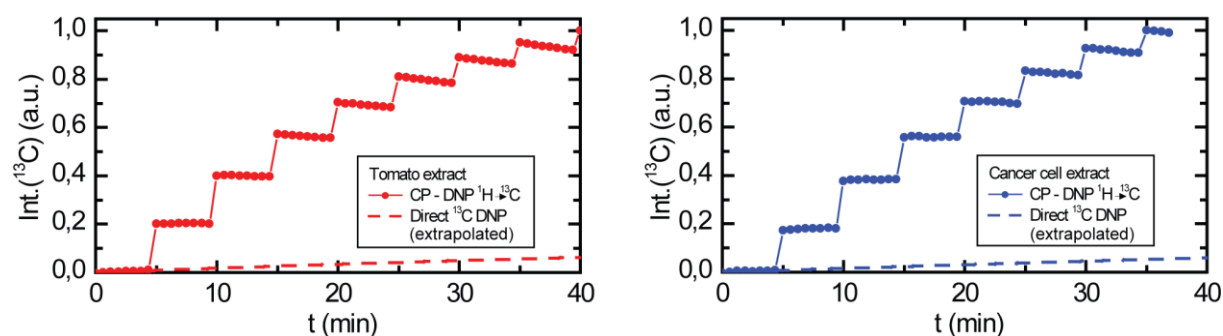 Int.(¹³C) (a.u.)
1,0
0,8
0,6
0,4
0,2
0,0
Tomato extract
CP - DNP ¹H→¹³C
Direct ¹³C DNP
(extrapolated)
0 10 20 30 40
t (min)
Int.(¹³C) (a.u.)
1,0
0,8
0,6
0,4
0,2
0,0
Cancer cell extract
CP - DNP ¹H→¹³C
Direct ¹³C DNP
(extrapolated)
0 10 20 30 40
t (min)